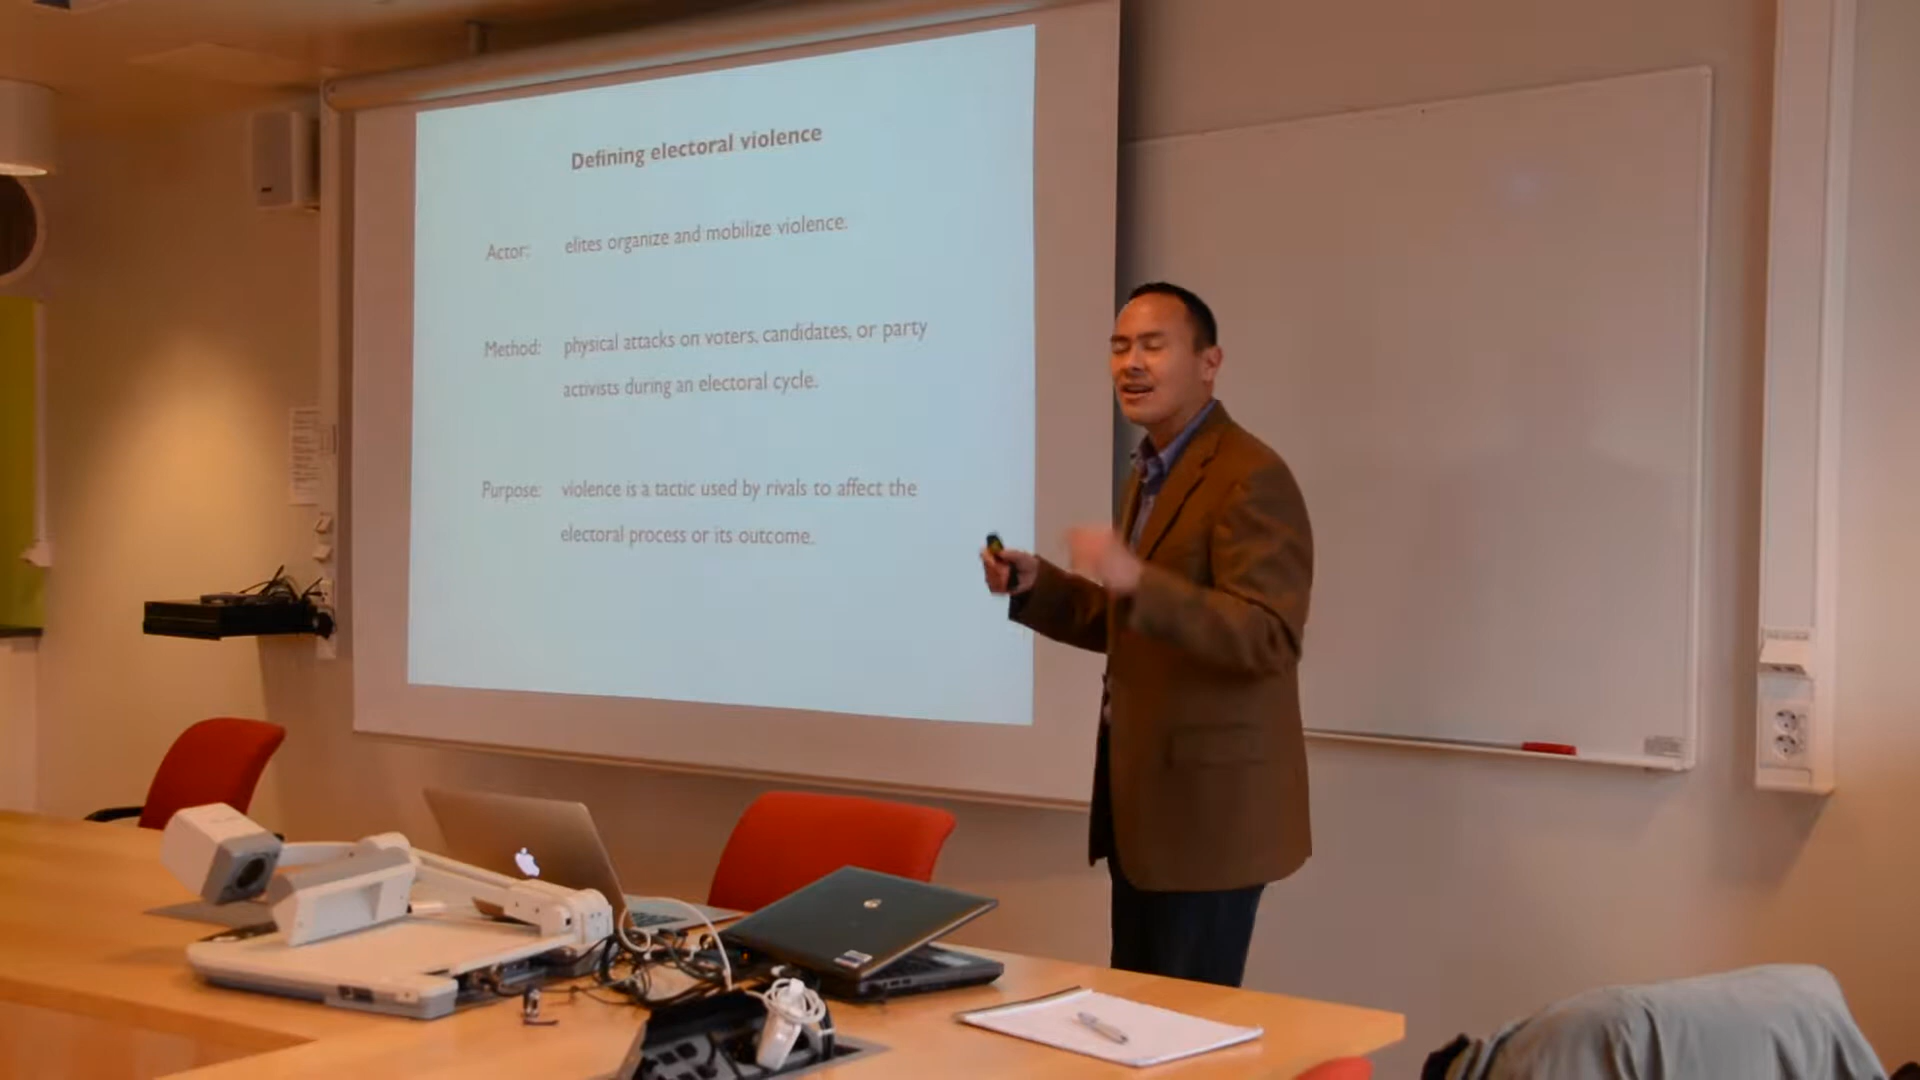 Defining electoral violence
Actor: elites organize and mobilize violence.
Method: physical attacks on voters, candidates, or party
activists during an electoral cycle.
Purpose: violence is a tactic used by rivals to affect the
electoral process or its outcome.